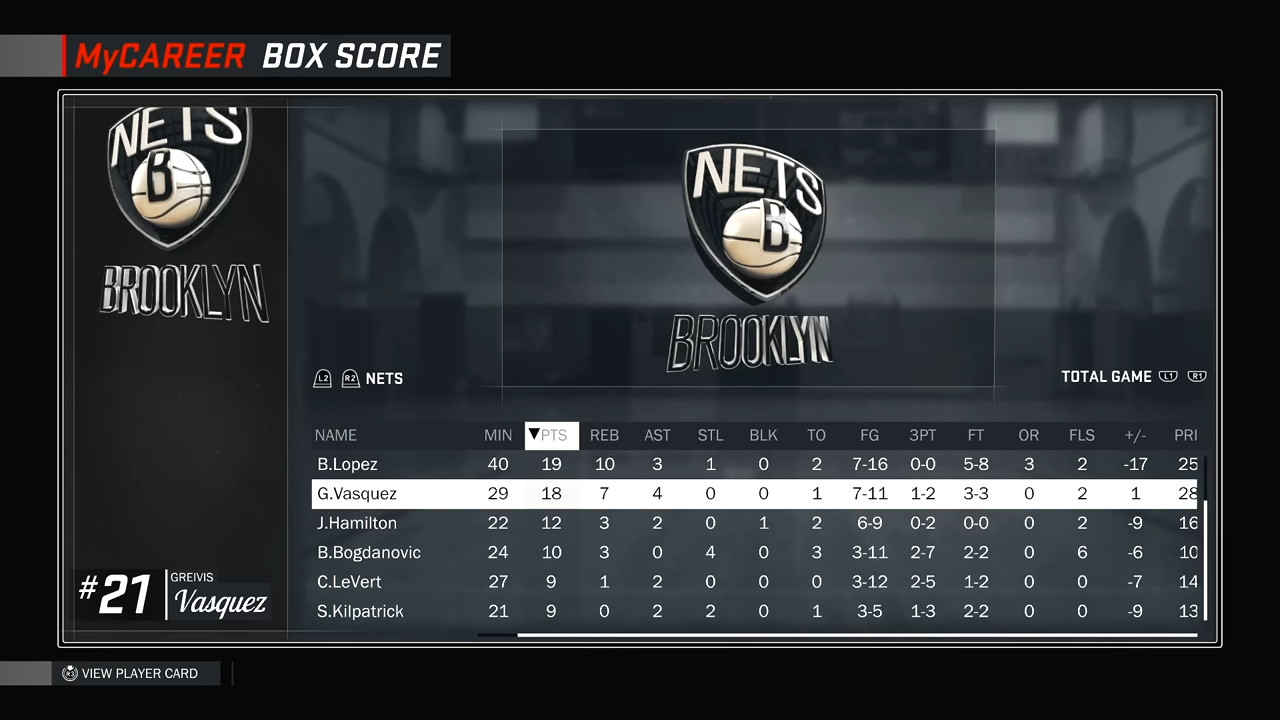 MyCAREER BOX SCORE
NETS
B
BROOKLYN
NETS
B
BROOKLYN
L2 R2 NETS
TOTAL GAME L1 R1
NAME MIN ▼PTS REB AST STL BLK TO FG 3PT FT OR FLS +/- PRI
B.Lopez 40 19 10 3 1 0 2 7-16 0-0 5-8 3 2 -17 25
G.Vasquez 29 18 7 4 0 0 1 7-11 1-2 3-3 0 2 1 28
J.Hamilton 22 12 3 2 0 1 2 6-9 0-2 0-0 0 2 -9 16
B.Bogdanovic 24 10 3 0 4 0 3 3-11 2-7 2-2 0 6 -6 10
C.LeVert 27 9 1 2 0 0 0 3-12 2-5 1-2 0 0 -7 14
S.Kilpatrick 21 9 0 2 2 0 1 3-5 1-3 2-2 0 0 -9 13
#21 GREIVIS Vasquez
R3 VIEW PLAYER CARD